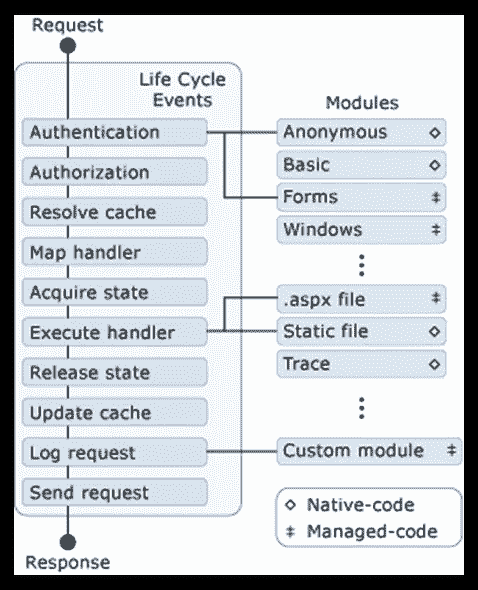 Request
Life Cycle
Events
Authentication
Authorization
Resolve cache
Map handler
Acquire state
Execute handler
Release state
Update cache
Log request
Send request
Response
Modules
Anonymous
Basic
Forms
Windows
.aspx file
Static file
Trace
Custom module
Native-code
Managed-code